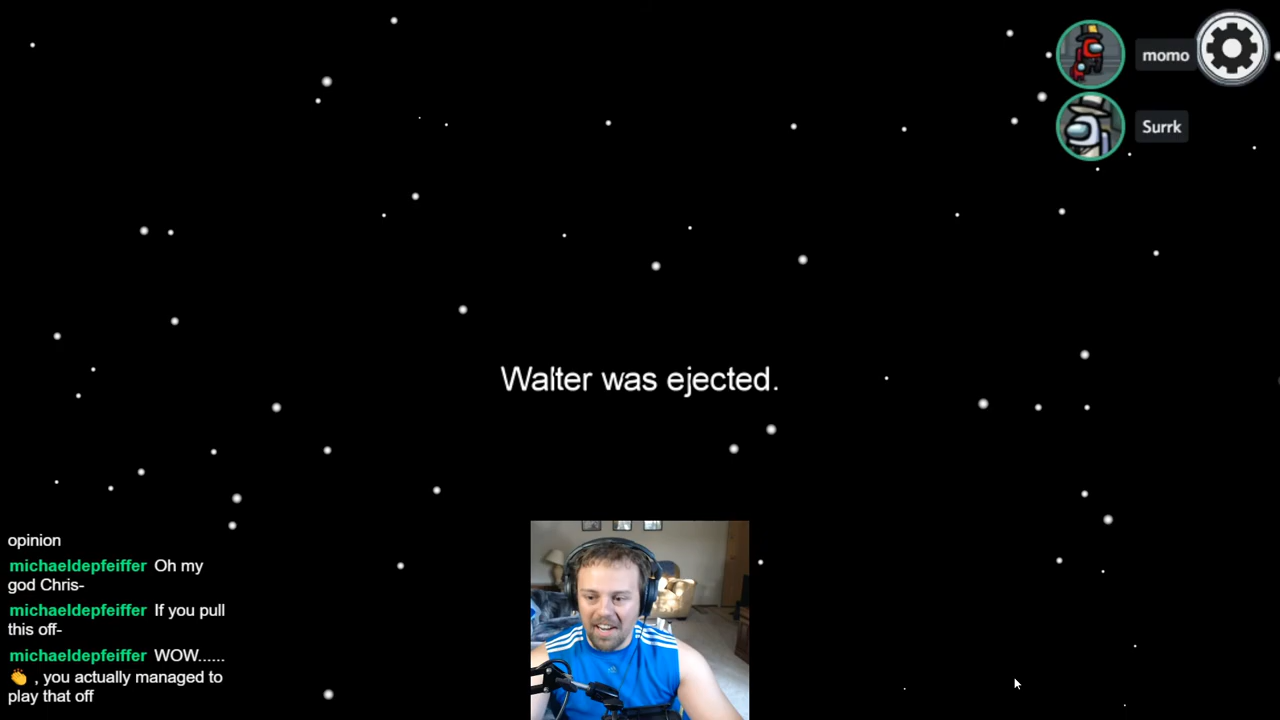 momo
Surrk
Walter was ejected.
opinion
michaeldepfeiffer Oh my
god Chris-
michaeldepfeiffer If you pull
this off-
michaeldepfeiffer WOW......
👏 , you actually managed to
play that off